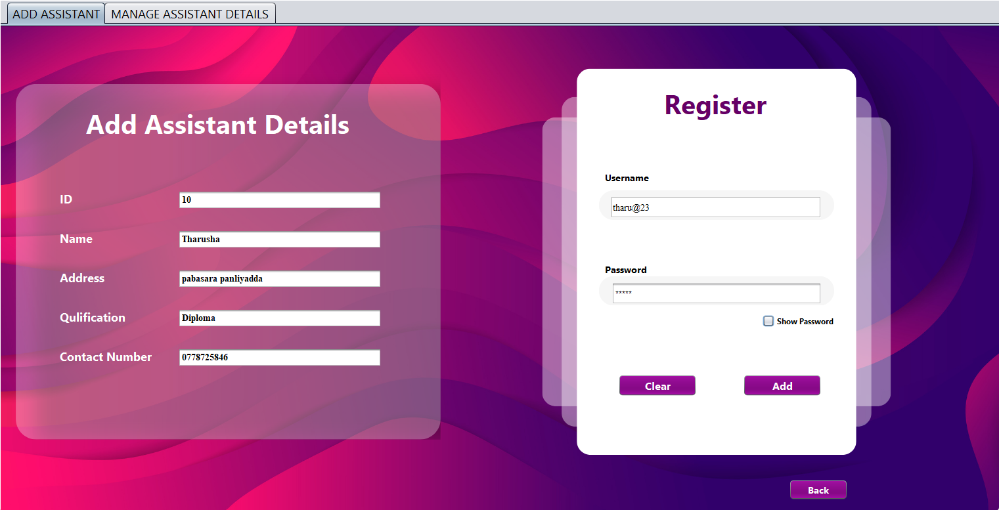 ADD ASSISTANT
MANAGE ASSISTANT DETAILS
Add Assistant Details
ID
10
Name
Tharusha
Address
pabasara panliyadda
Qulification
Diploma
Contact Number
0778725846
Register
Username
tharu@23
Password
*****
Show Password
Clear
Add
Back